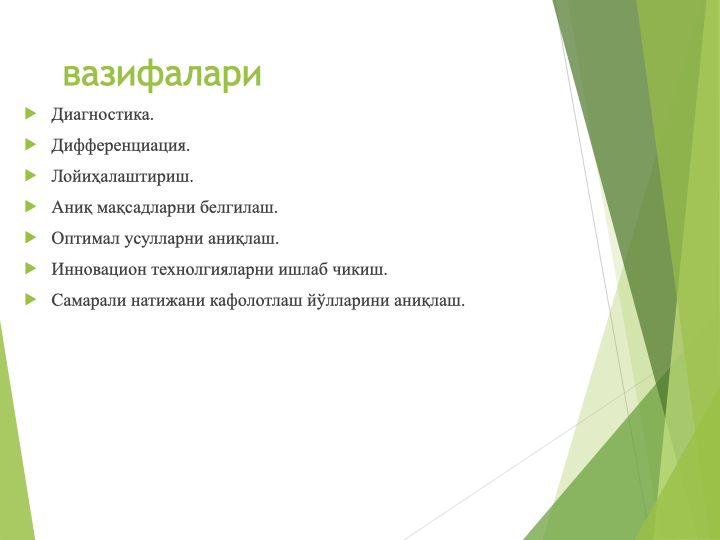 вазифалари
Диагностика.
Дифференциация.
Лойиҳалаштириш.
Аниқ мақсадларни белгилаш.
Оптимал усулларни аниқлаш.
Инновацион технолгияларни ишлаб чикиш.
Самарали натижани кафолотлаш йўлларини аниқлаш.